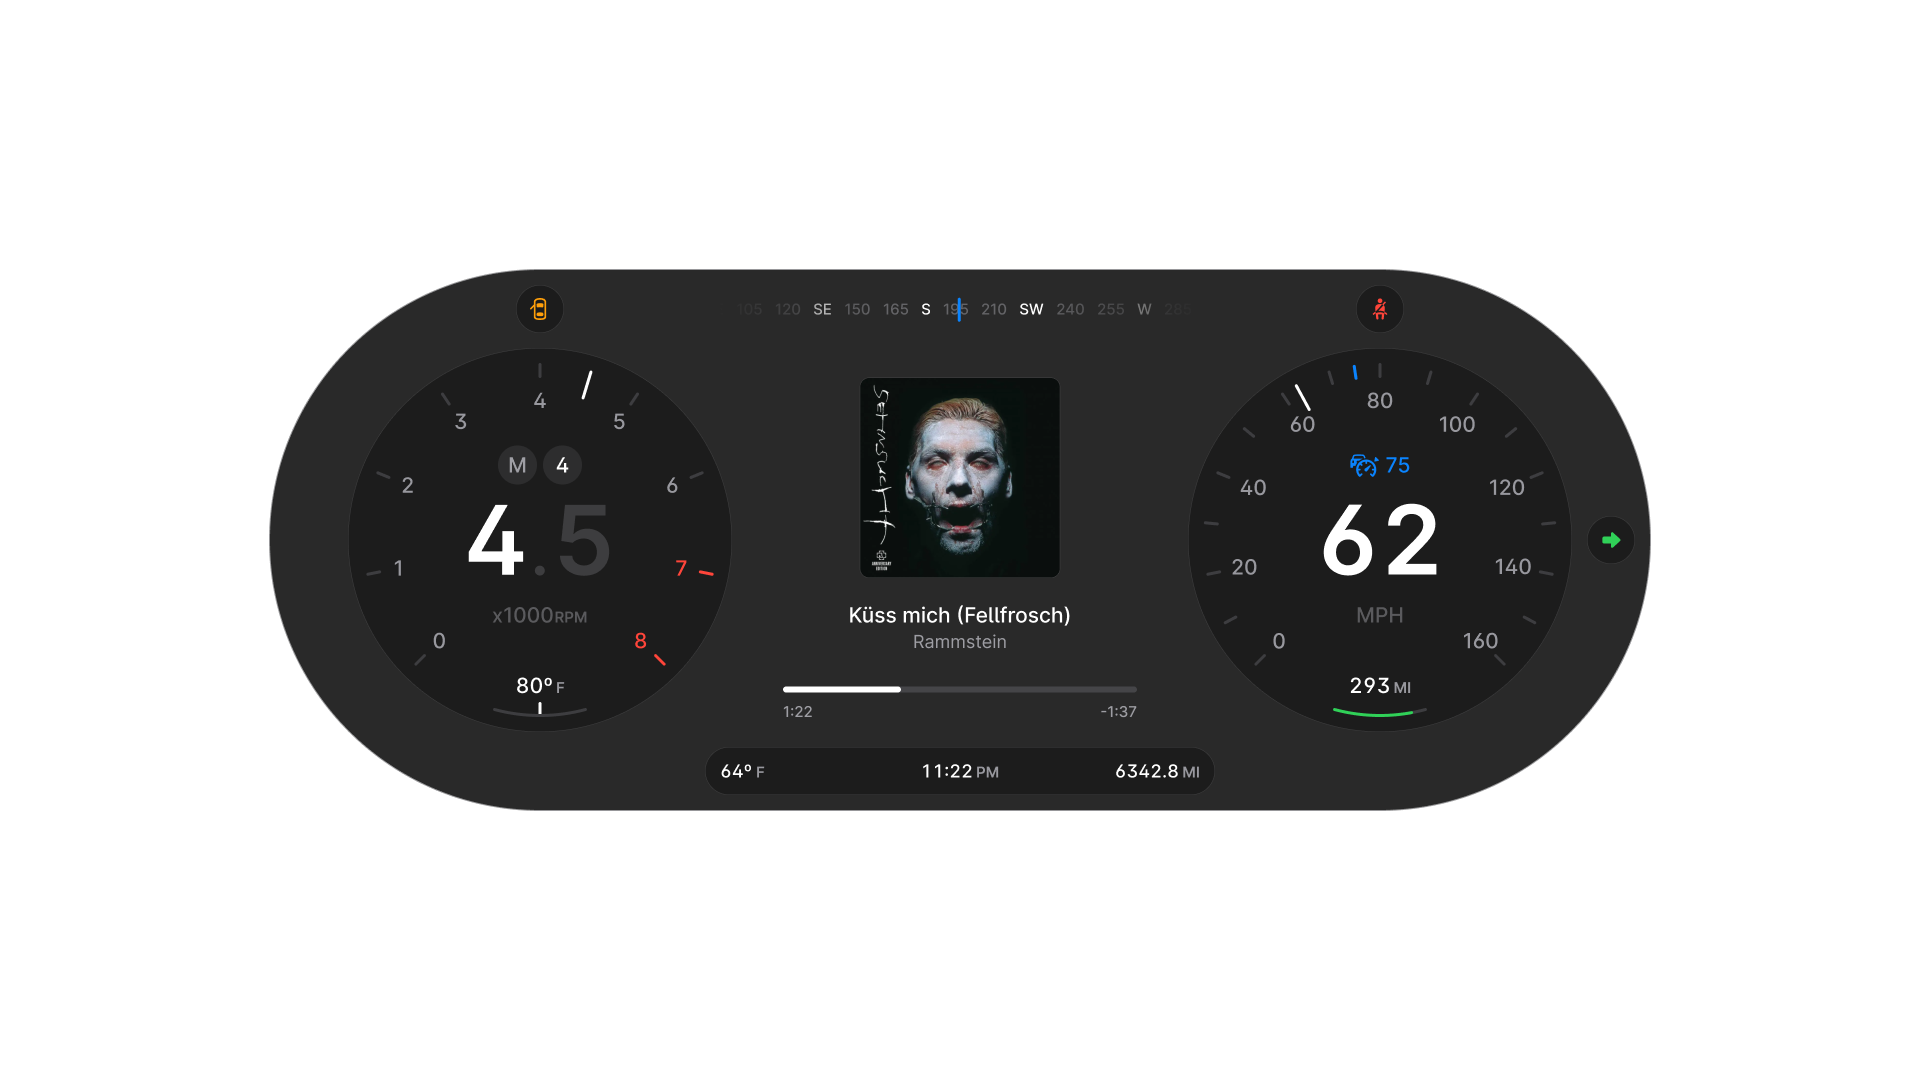 105 120 SE 150 165 S 195 210 SW 240 255 W 285
4
3
5
2
6
M 4
4.5
1
7
x1000RPM
0
8
80° F
SEHNSUCHT
ANNIVERSARY
EDITION
Küss mich (Fellfrosch)
Rammstein
1:22
-1:37
80
60
100
75
40
120
62
20
140
MPH
0
160
293 MI
64° F
11:22 PM
6342.8 MI